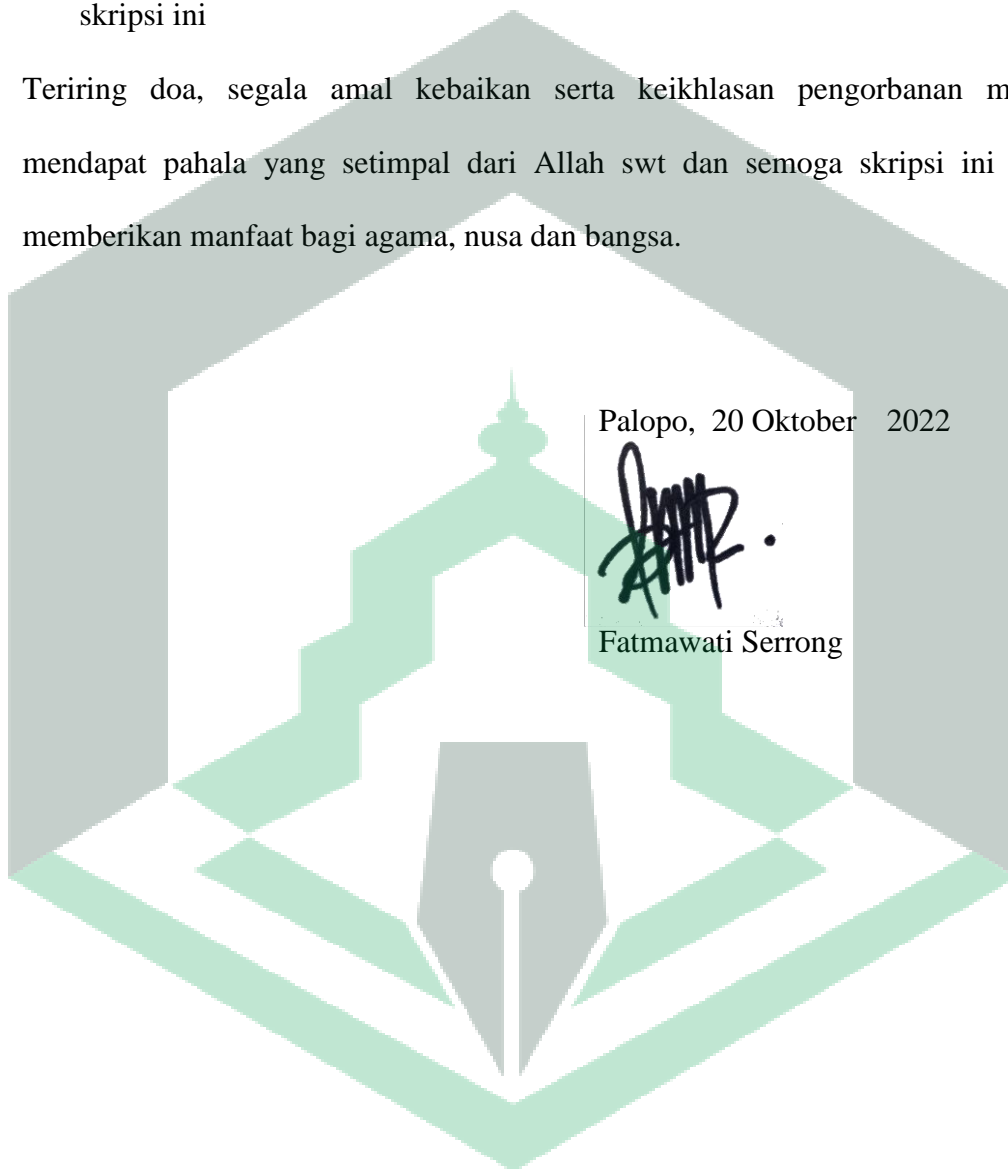 skripsi ini
Teriring doa, segala amal kebaikan serta keikhlasan pengorbanan m
mendapat pahala yang setimpal dari Allah swt dan semoga skripsi ini
memberikan manfaat bagi agama, nusa dan bangsa.
Palopo, 20 Oktober 2022
Fatmawati Serrong